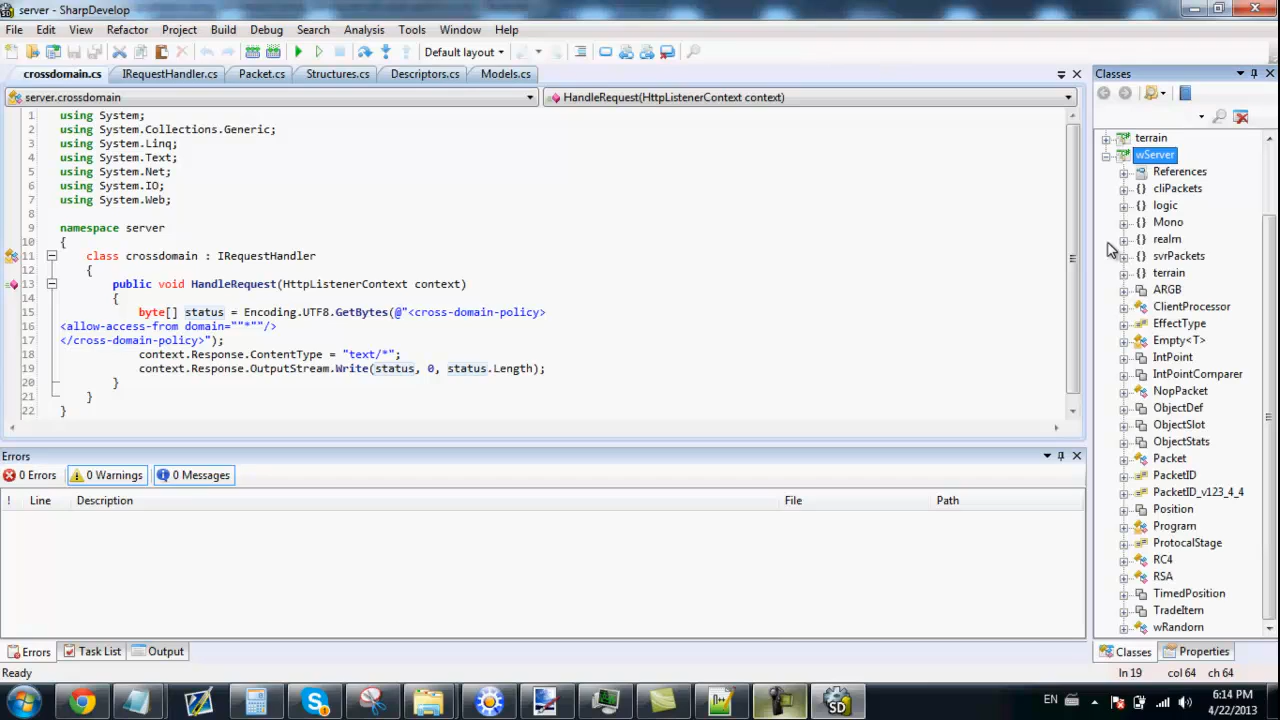 server - SharpDevelop
File Edit View Refactor Project Build Debug Search Analysis Tools Window Help
Default layout
crossdomain.cs IRequestHandler.cs Packet.cs Structures.cs Descriptors.cs Models.cs
server.crossdomain HandleRequest(HttpListenerContext context)
1 using System;
2 using System.Collections.Generic;
3 using System.Linq;
4 using System.Text;
5 using System.Net;
6 using System.IO;
7 using System.Web;
8
9 namespace server
10 {
11 class crossdomain : IRequestHandler
12 {
13 public void HandleRequest(HttpListenerContext context)
14 {
15 byte[] status = Encoding.UTF8.GetBytes(@"<cross-domain-policy>
16 <allow-access-from domain=""*""/>
17 </cross-domain-policy>");
18 context.Response.ContentType = "text/*";
19 context.Response.OutputStream.Write(status, 0, status.Length);
20 }
21 }
22 }
Classes
terrain
wServer
References
cliPackets
logic
Mono
realm
svrPackets
terrain
ARGB
ClientProcessor
EffectType
Empty<T>
IntPoint
IntPointComparer
NopPacket
ObjectDef
ObjectSlot
ObjectStats
Packet
PacketID
PacketID_v123_4_4
Position
Program
ProtocalStage
RC4
RSA
TimedPosition
TradeItem
wRandom
Classes Properties
Errors
0 Errors 0 Warnings 0 Messages
! Line Description File Path
Errors Task List Output
Ready ln 19 col 64 ch 64
EN 6:14 PM
4/22/2013